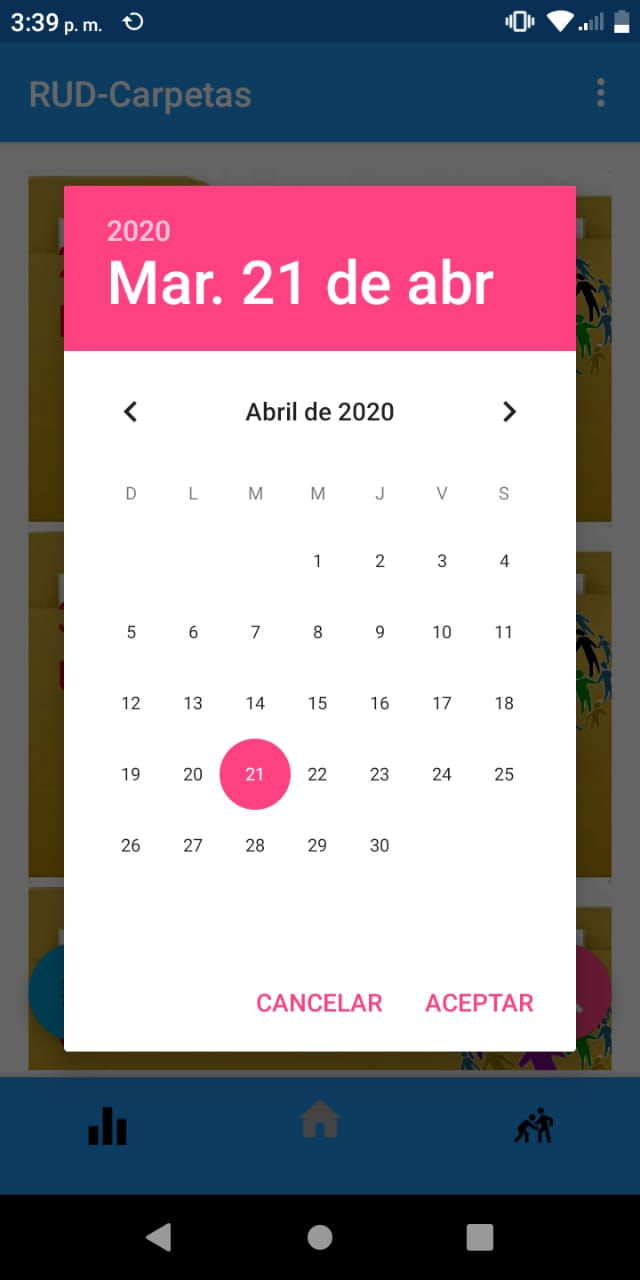 3:39 p. m.
RUD-Carpetas
2020
Mar. 21 de abr
Abril de 2020
D L M M J V S
1 2 3 4
5 6 7 8 9 10 11
12 13 14 15 16 17 18
19 20 21 22 23 24 25
26 27 28 29 30
CANCELAR ACEPTAR